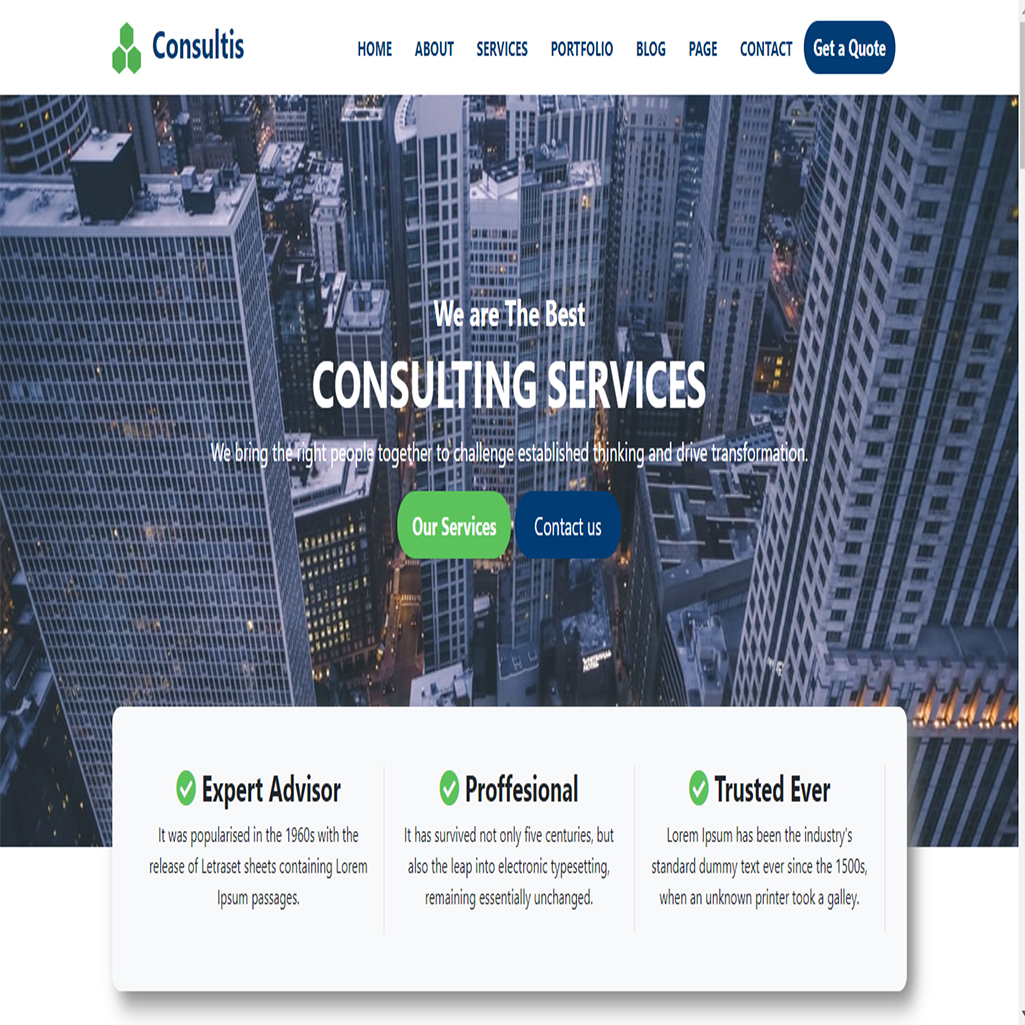 Consultis
HOME ABOUT SERVICES PORTFOLIO BLOG PAGE CONTACT Get a Quote
We are The Best
CONSULTING SERVICES
We bring the right people together to challenge established thinking and drive transformation.
Our Services Contact us
Expert Advisor
It was popularised in the 1960s with the
release of Letraset sheets containing Lorem
Ipsum passages.
Proffesional
It has survived not only five centuries, but
also the leap into electronic typesetting,
remaining essentially unchanged.
Trusted Ever
Lorem Ipsum has been the industry's
standard dummy text ever since the 1500s,
when an unknown printer took a galley.